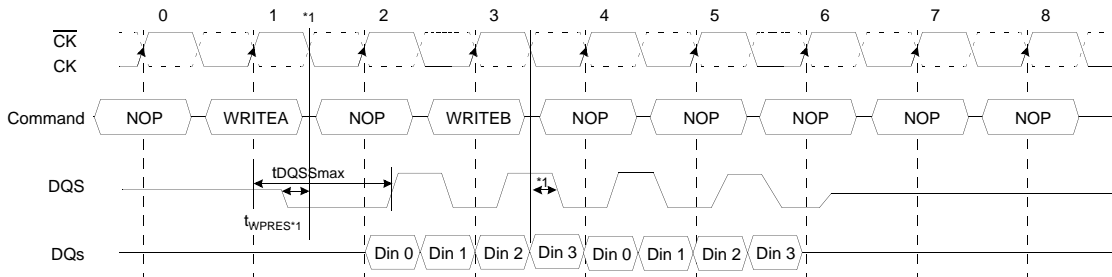 0 1 *1 2 3 4 5 6 7 8
CK
CK
Command NOP WRITEA NOP WRITEB NOP NOP NOP NOP NOP
tDQSSmax
DQS *1
tWPRES*1
DQs Din 0 Din 1 Din 2 Din 3 Din 0 Din 1 Din 2 Din 3